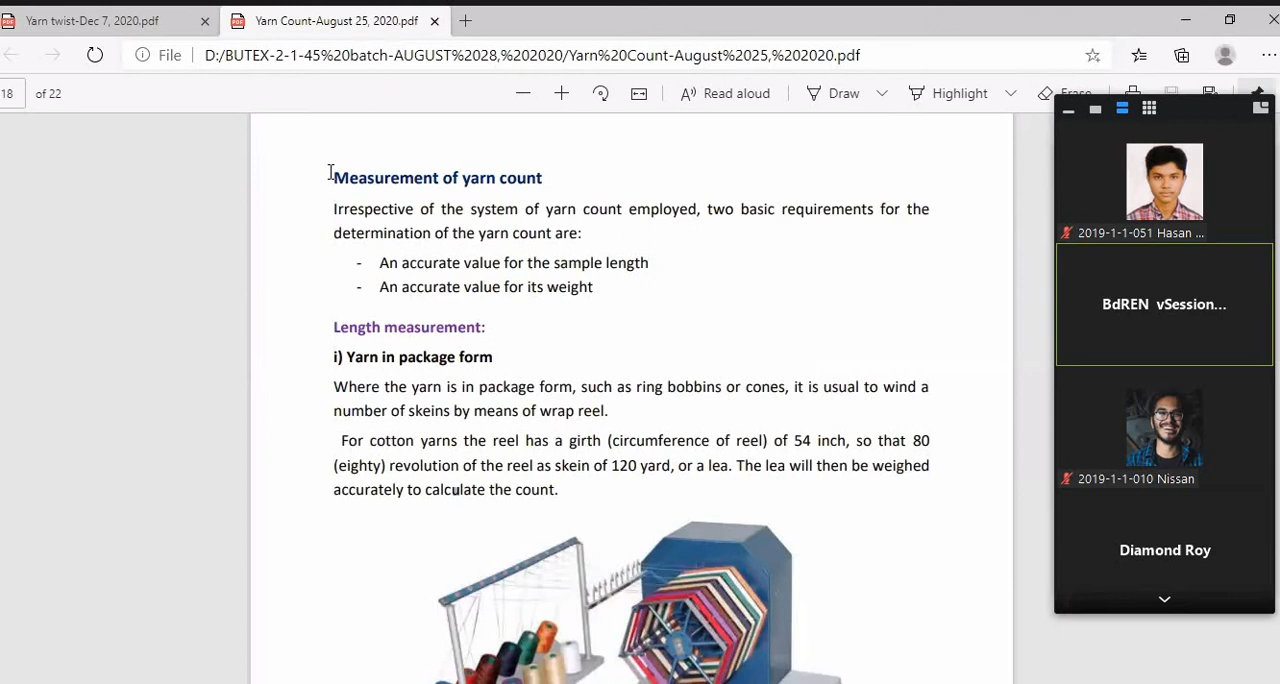 Yarn twist-Dec 7, 2020.pdf
Yarn Count-August 25, 2020.pdf
File
D:/BUTEX-2-1-45%20batch-AUGUST%2028,%202020/Yarn%20Count-August%2025,%202020.pdf
18 of 22
Read aloud
Draw
Highlight
Erase
Measurement of yarn count
Irrespective of the system of yarn count employed, two basic requirements for the
determination of the yarn count are:
- An accurate value for the sample length
- An accurate value for its weight
Length measurement:
i) Yarn in package form
Where the yarn is in package form, such as ring bobbins or cones, it is usual to wind a
number of skeins by means of wrap reel.
For cotton yarns the reel has a girth (circumference of reel) of 54 inch, so that 80
(eighty) revolution of the reel as skein of 120 yard, or a lea. The lea will then be weighed
accurately to calculate the count.
2019-1-1-051 Hasan ...
BdREN vSession...
2019-1-1-010 Nissan
Diamond Roy